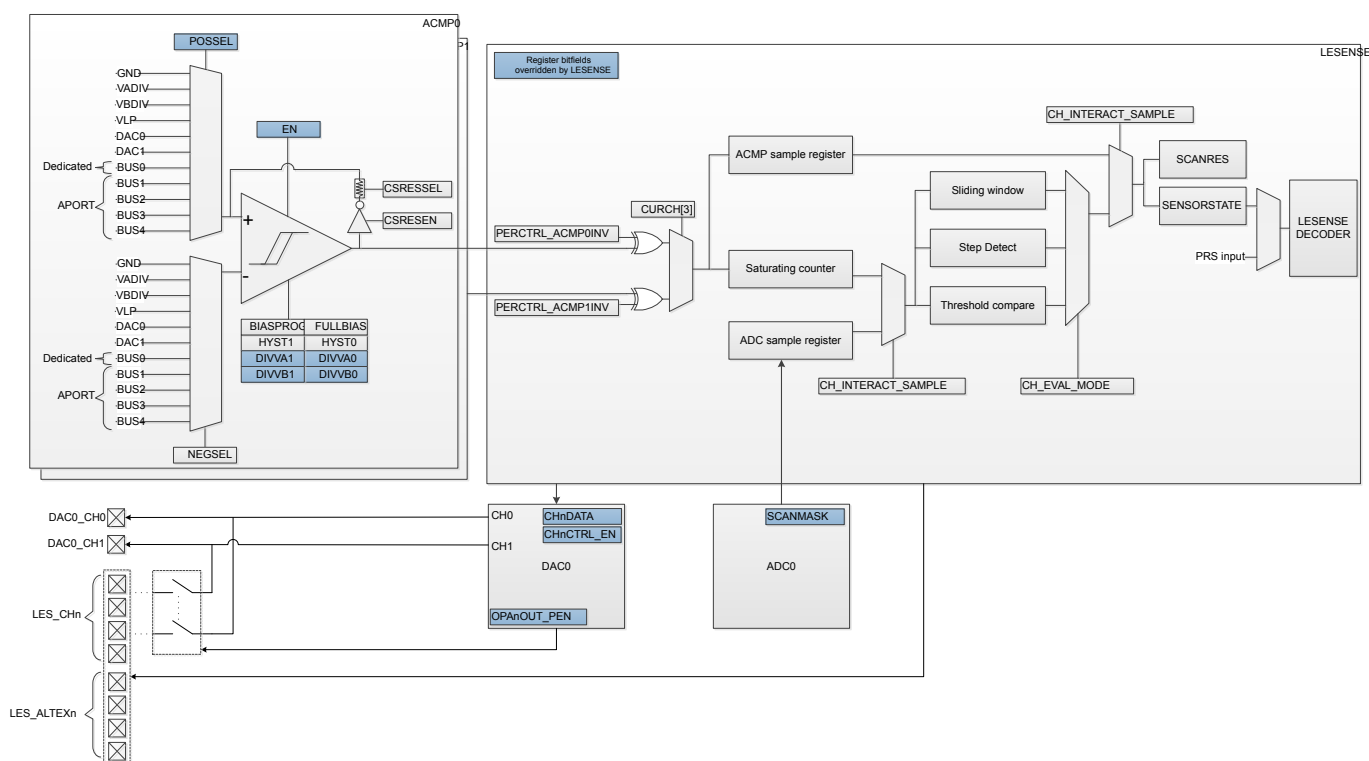 ACMP0
P1
POSSEL
GND
VADIV
VBDIV
VLP
DAC0
DAC1
Dedicated
BUS0
BUS1
APORT
BUS2
BUS3
BUS4
EN
CSRESSEL
CSRESEN
+
-
GND
VADIV
VBDIV
VLP
DAC0
DAC1
Dedicated
BUS0
BUS1
APORT
BUS2
BUS3
BUS4
NEGSEL
BIASPROG FULLBIAS
HYST1 HYST0
DIVVA1 DIVVA0
DIVVB1 DIVVB0
LESENSE
Register bitfields
overridden by LESENSE
PERCTRL_ACMP0INV
PERCTRL_ACMP1INV
CURCH[3]
ACMP sample register
Saturating counter
ADC sample register
CH_INTERACT_SAMPLE
Sliding window
Step Detect
Threshold compare
CH_EVAL_MODE
CH_INTERACT_SAMPLE
SCANRES
SENSORSTATE
PRS input
LESENSE
DECODER
DAC0_CH0
DAC0_CH1
LES_CHn
LES_ALTEXn
CH0
CH1
CHnDATA
CHnCTRL_EN
DAC0
OPAnOUT_PEN
SCANMASK
ADC0